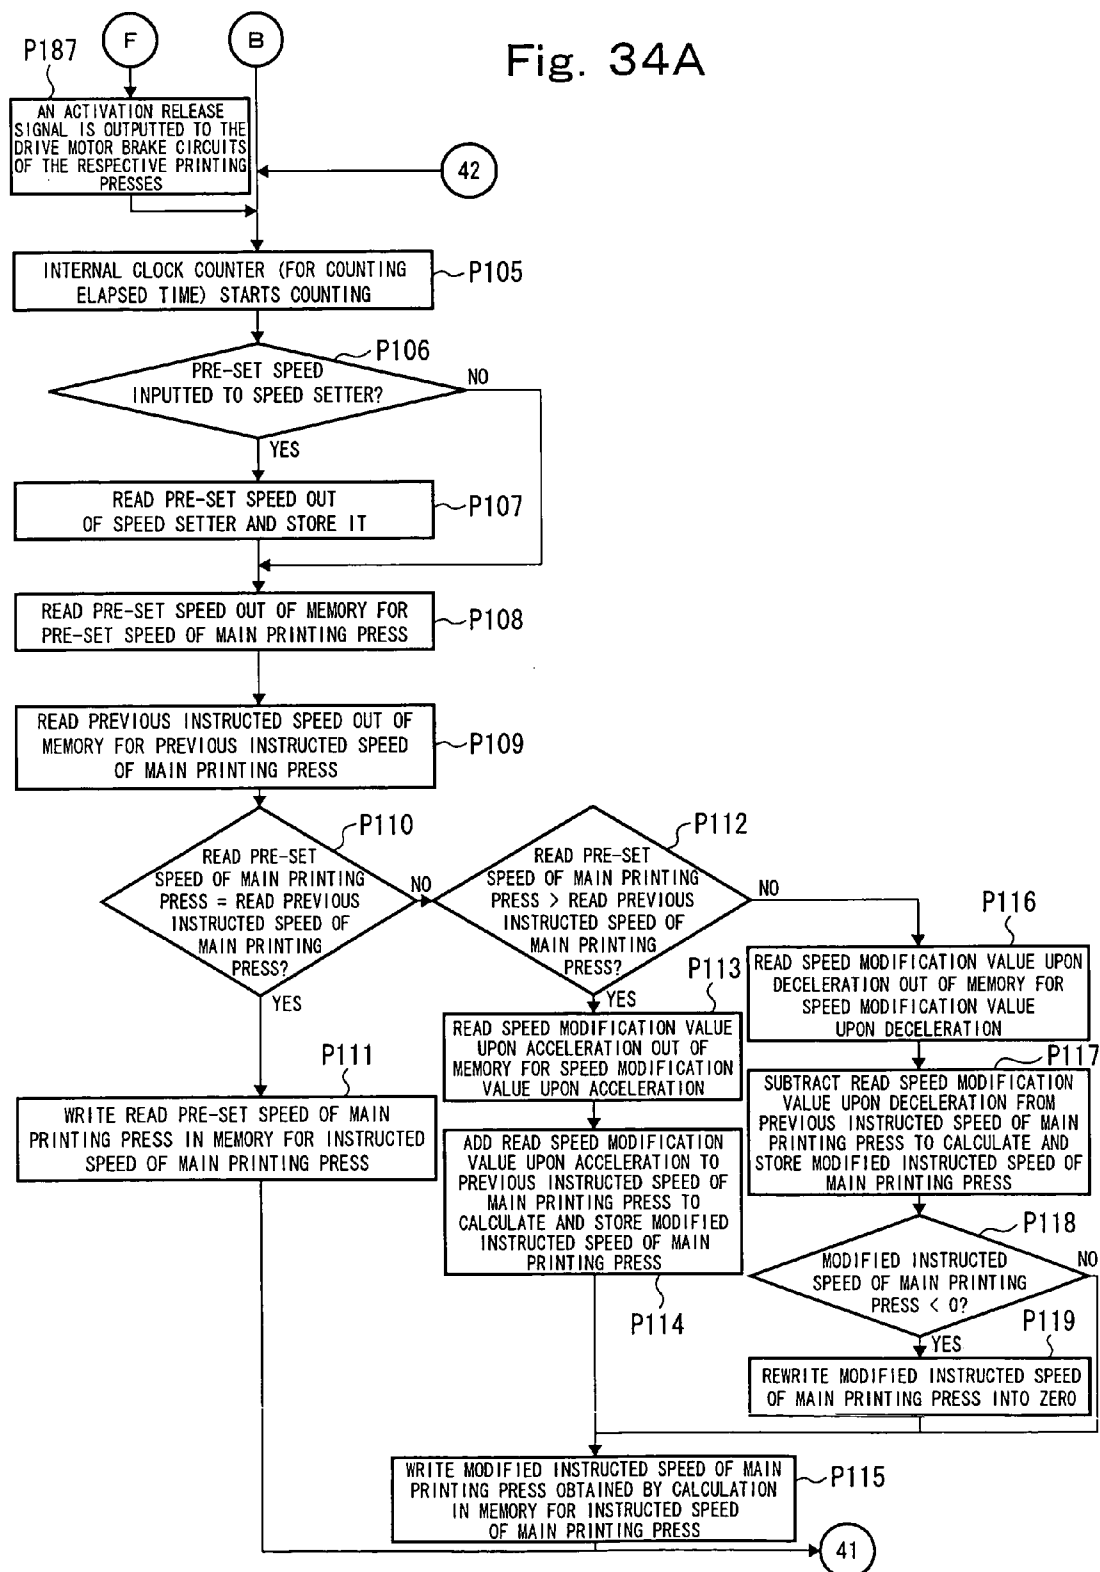 Fig. 34A
F
B
P187
AN ACTIVATION RELEASE
SIGNAL IS OUTPUTTED TO THE
DRIVE MOTOR BRAKE CIRCUITS
OF THE RESPECTIVE PRINTING
PRESSES
42
INTERNAL CLOCK COUNTER (FOR COUNTING
ELAPSED TIME) STARTS COUNTING
P105
P106
PRE-SET SPEED
INPUTTED TO SPEED SETTER?
NO
YES
READ PRE-SET SPEED OUT
OF SPEED SETTER AND STORE IT
P107
READ PRE-SET SPEED OUT OF MEMORY FOR
PRE-SET SPEED OF MAIN PRINTING PRESS
P108
READ PREVIOUS INSTRUCTED SPEED OUT OF
MEMORY FOR PREVIOUS INSTRUCTED SPEED
OF MAIN PRINTING PRESS
P109
P110
READ PRE-SET
SPEED OF MAIN PRINTING
PRESS = READ PREVIOUS
INSTRUCTED SPEED OF
MAIN PRINTING
PRESS?
NO
YES
P112
READ PRE-SET
SPEED OF MAIN PRINTING
PRESS > READ PREVIOUS
INSTRUCTED SPEED OF
MAIN PRINTING
PRESS?
NO
YES
P111
WRITE READ PRE-SET SPEED OF MAIN
PRINTING PRESS IN MEMORY FOR INSTRUCTED
SPEED OF MAIN PRINTING PRESS
P113
READ SPEED MODIFICATION VALUE
UPON ACCELERATION OUT OF
MEMORY FOR SPEED MODIFICATION
VALUE UPON ACCELERATION
ADD READ SPEED MODIFICATION
VALUE UPON ACCELERATION TO
PREVIOUS INSTRUCTED SPEED OF
MAIN PRINTING PRESS TO
CALCULATE AND STORE MODIFIED
INSTRUCTED SPEED OF MAIN
PRINTING PRESS
P114
P116
READ SPEED MODIFICATION VALUE UPON
DECELERATION OUT OF MEMORY FOR
SPEED MODIFICATION VALUE
UPON DECELERATION
P117
SUBTRACT READ SPEED MODIFICATION
VALUE UPON DECELERATION FROM
PREVIOUS INSTRUCTED SPEED OF MAIN
PRINTING PRESS TO CALCULATE AND
STORE MODIFIED INSTRUCTED SPEED OF
MAIN PRINTING PRESS
P118
MODIFIED INSTRUCTED
SPEED OF MAIN PRINTING
PRESS < 0?
NO
YES
P119
REWRITE MODIFIED INSTRUCTED SPEED
OF MAIN PRINTING PRESS INTO ZERO
WRITE MODIFIED INSTRUCTED SPEED OF MAIN
PRINTING PRESS OBTAINED BY CALCULATION
IN MEMORY FOR INSTRUCTED SPEED
OF MAIN PRINTING PRESS
P115
41